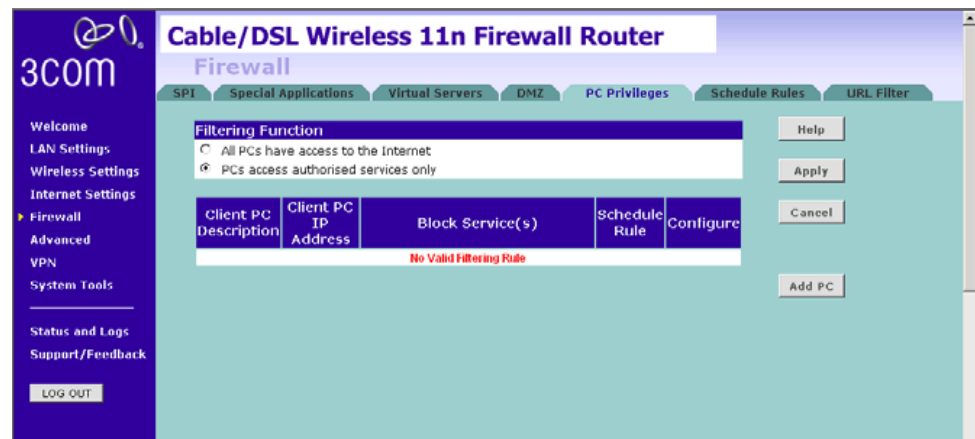 3COM
Cable/DSL Wireless 11n Firewall Router
Firewall
SPI Special Applications Virtual Servers DMZ PC Privileges Schedule Rules URL Filter
Welcome
LAN Settings
Wireless Settings
Internet Settings
Firewall
Advanced
VPN
System Tools
Status and Logs
Support/Feedback
LOG OUT
Filtering Function
All PCs have access to the Internet
PCs access authorised services only
Client PC Description
Client PC IP Address
Block Service(s)
Schedule Rule
Configure
No Valid Filtering Rule
Help
Apply
Cancel
Add PC